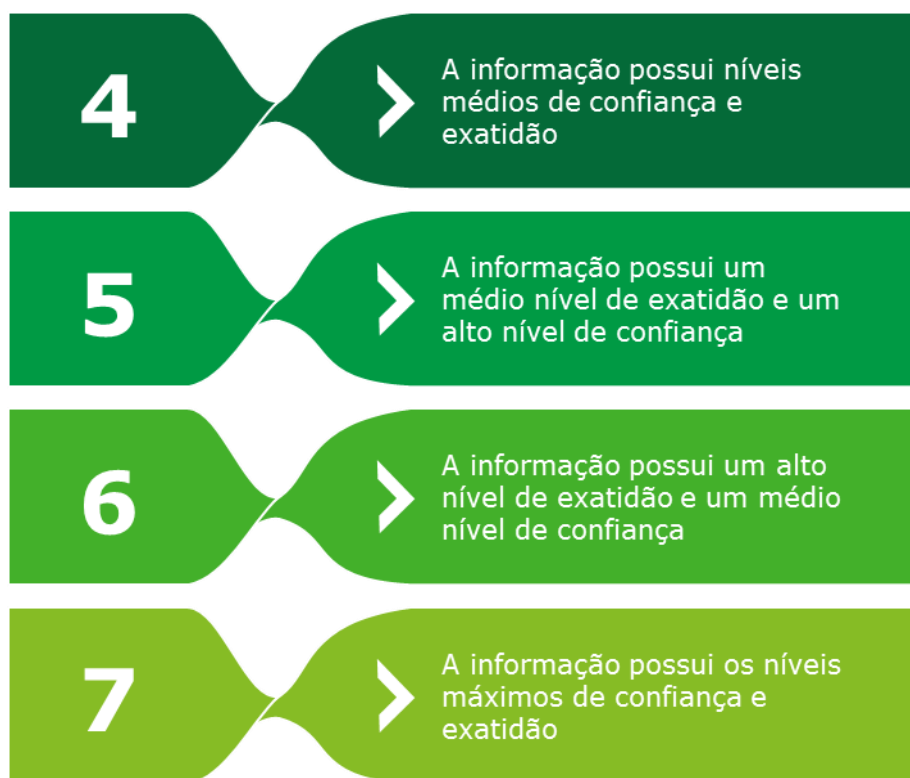 4
A informação possui níveis
médios de confiança e
exatidão
5
A informação possui um
médio nível de exatidão e um
alto nível de confiança
6
A informação possui um alto
nível de exatidão e um médio
nível de confiança
7
A informação possui os níveis
máximos de confiança e
exatidão